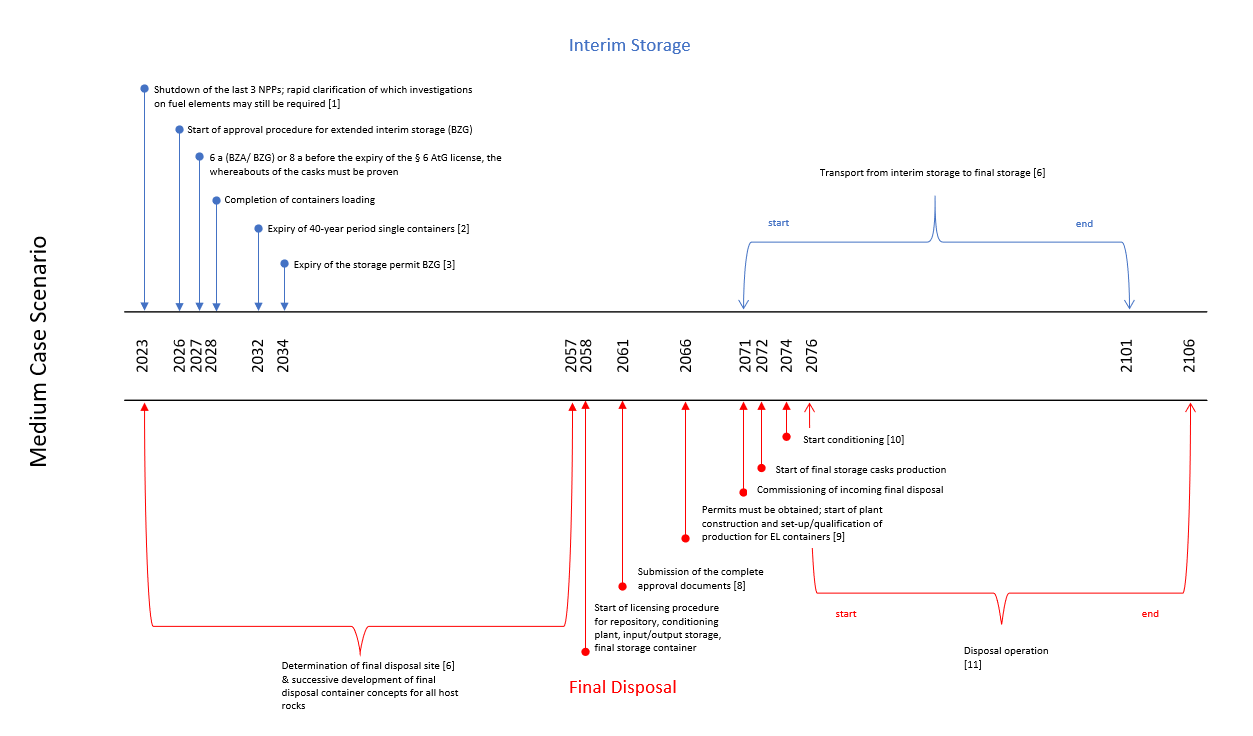 Interim Storage
Shutdown of the last 3 NPPs; rapid clarification of which investigations
on fuel elements may still be required [1]
Start of approval procedure for extended interim storage (BZG)
6 a (BZA/ BZG) or 8 a before the expiry of the § 6 AtG license, the
whereabouts of the casks must be proven
Completion of containers loading
Expiry of 40-year period single containers [2]
Expiry of the storage permit BZG [3]
Transport from interim storage to final storage [6]
start
end
Medium Case Scenario
2023
2026
2027
2028
2032
2034
2057
2058
2061
2066
2071
2072
2074
2076
2101
2106
Start conditioning [10]
Start of final storage casks production
Commissioning of incoming final disposal
Permits must be obtained; start of plant
construction and set-up/qualification of
production for EL containers [9]
Submission of the complete
approval documents [8]
Start of licensing procedure
for repository, conditioning
plant, input/output storage,
final storage container
start
end
Disposal operation
[11]
Determination of final disposal site [6]
& successive development of final
disposal container concepts for all host
rocks
Final Disposal